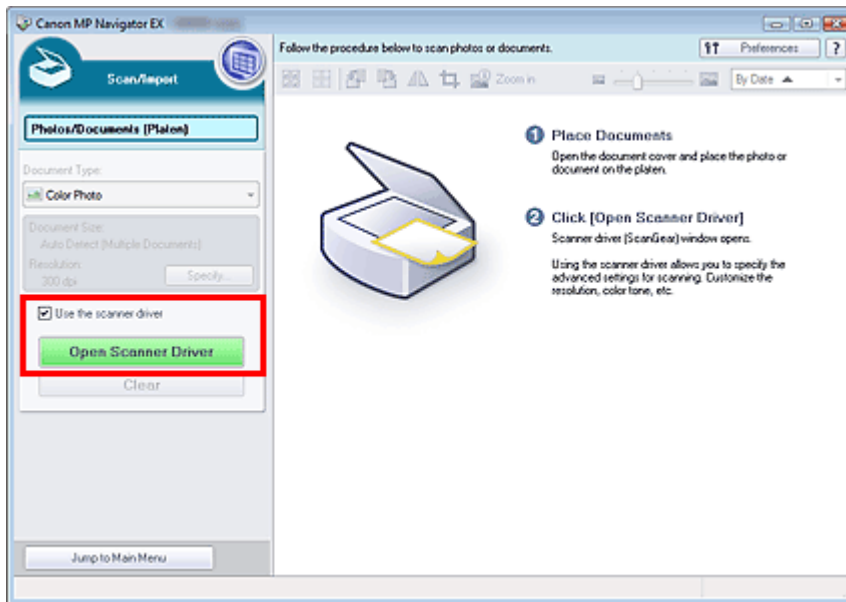 Canon MP Navigator EX
Scan/Import
Photos/Documents (Platen)
Document Type:
Color Photo
Document Size:
Auto Detect (Multiple Documents)
Resolution:
300 dpi
Specify...
Use the scanner driver
Open Scanner Driver
Clear
Jump to Main Menu
Follow the procedure below to scan photos or documents.
Preferences
?
Zoom in
By Date
1 Place Documents
Open the document cover and place the photo or
document on the platen.
2 Click [Open Scanner Driver]
Scanner driver (ScanGear) window opens.
Using the scanner driver allows you to specify the
advanced settings for scanning. Customize the
resolution, color tone, etc.